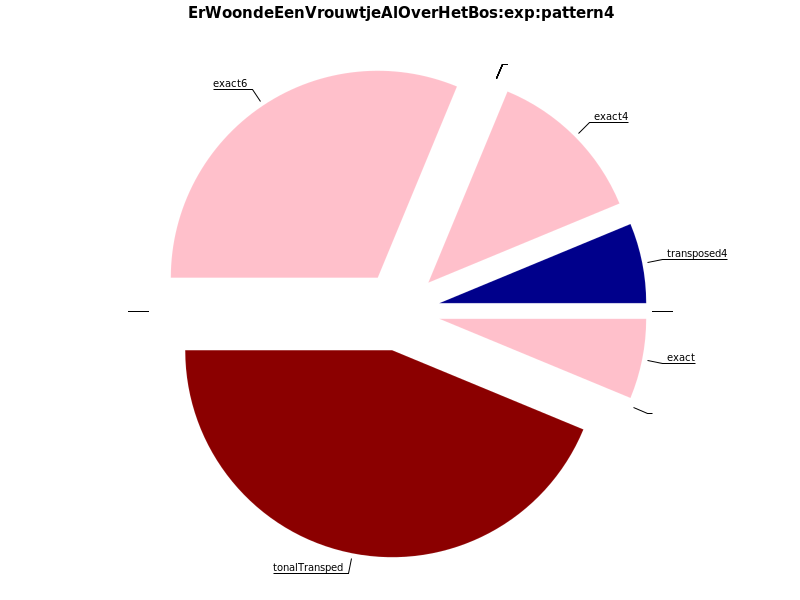 ErWoondeEenVrouwtjeAlOverHetBos:exp:pattern4
exact6
exact4
transposed4
exact
tonalTransped